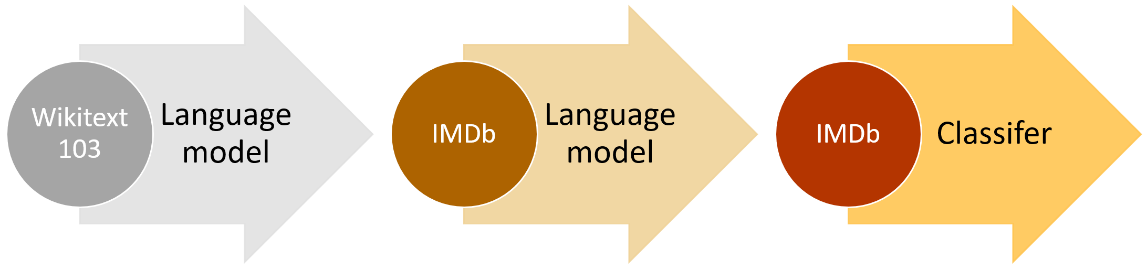 Wikitext
103
Language
model
IMDb
Language
model
IMDb
Classifer